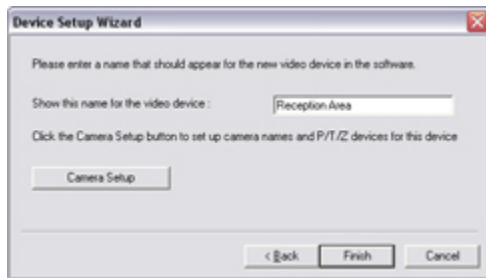 Device Setup Wizard
Please enter a name that should appear for the new video device in the software.
Show this name for the video device :
Reception Area
Click the Camera Setup button to set up camera names and P/T/Z devices for this device
Camera Setup
< Back
Finish
Cancel